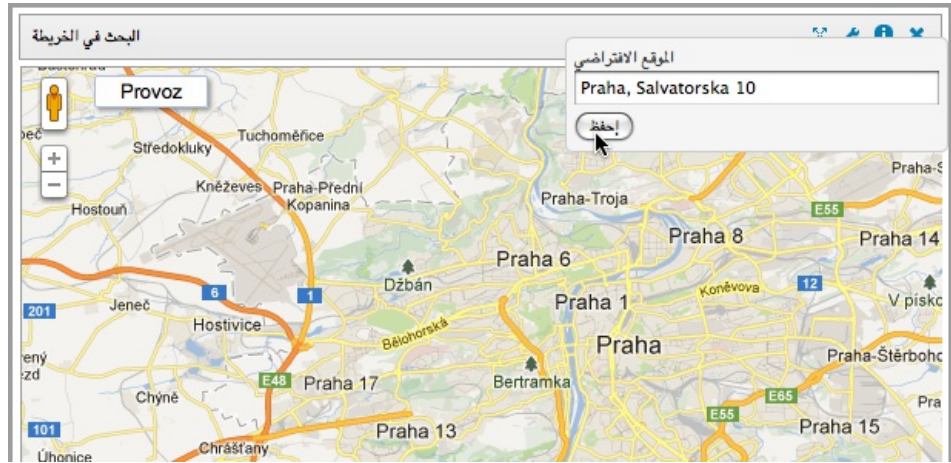 البحث في الخريطة
الموقع الافتراضي
Praha, Salvatorska 10
إحفظ
Provoz
Tuchoměřice
Středokluky
Kněževes
Praha-Přední
Kopanina
Hostouň
Praha-Troja
E55
Praha 8
Praha 14
Praha 6
Džbán
6
1
Koněvova
12
201
Jeneč
Praha 1
Hostivice
Bělohorská
Praha
Praha-Štěrboho
E48
Praha 17
Bertramka
E65
Chýně
E55
101
Praha 13
Praha 15
Chrášťany
Úhonice